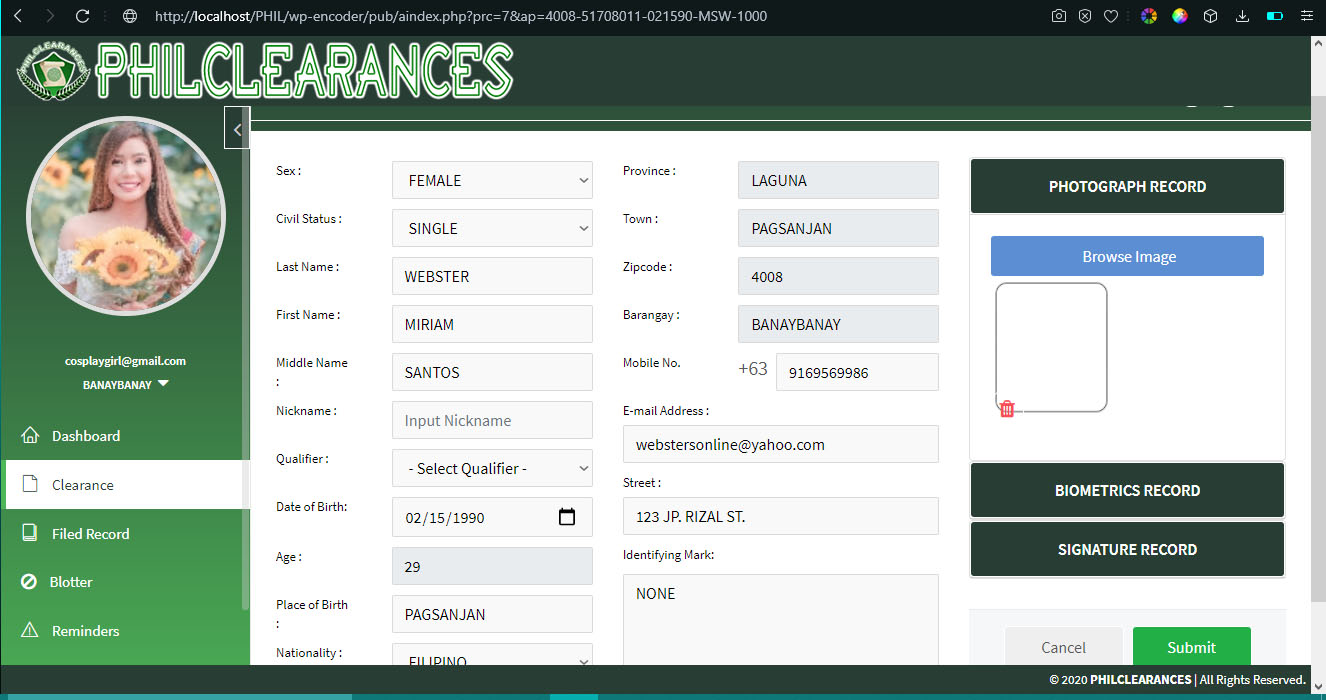 http://localhost/PHIL/wp-encoder/pub/aindex.php?prc=7&ap=4008-51708011-021590-MSW-1000
PHILCLEARANCES
PHILCLEARANCES
cosplaygirl@gmail.com
BANAYBANAY
Dashboard
Clearance
Filed Record
Blotter
Reminders
Sex :
FEMALE
Civil Status :
SINGLE
Last Name :
WEBSTER
First Name :
MIRIAM
Middle Name
:
SANTOS
Nickname :
Input Nickname
Qualifier :
- Select Qualifier -
Date of Birth:
02/15/1990
Age :
29
Place of Birth
:
PAGSANJAN
Nationality :
FILIPINO
Province :
LAGUNA
Town :
PAGSANJAN
Zipcode :
4008
Barangay :
BANAYBANAY
Mobile No.
+63
9169569986
E-mail Address :
webstersonline@yahoo.com
Street :
123 JP. RIZAL ST.
Identifying Mark:
NONE
PHOTOGRAPH RECORD
Browse Image
BIOMETRICS RECORD
SIGNATURE RECORD
Cancel
Submit
© 2020 PHILCLEARANCES | All Rights Reserved.